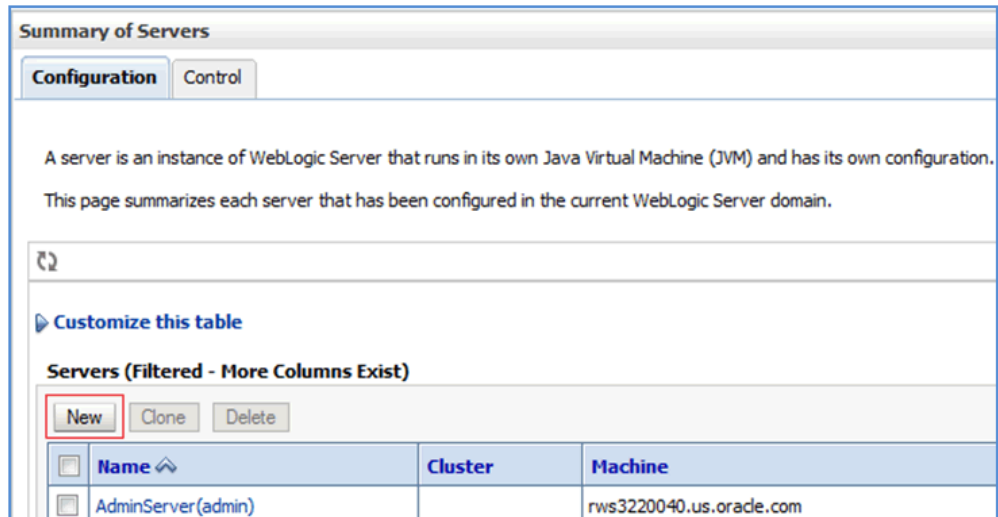 Summary of Servers
Configuration Control
A server is an instance of WebLogic Server that runs in its own Java Virtual Machine (JVM) and has its own configuration.
This page summarizes each server that has been configured in the current WebLogic Server domain.
Customize this table
Servers (Filtered - More Columns Exist)
New Clone Delete
Name Cluster Machine
AdminServer(admin) rws3220040.us.oracle.com